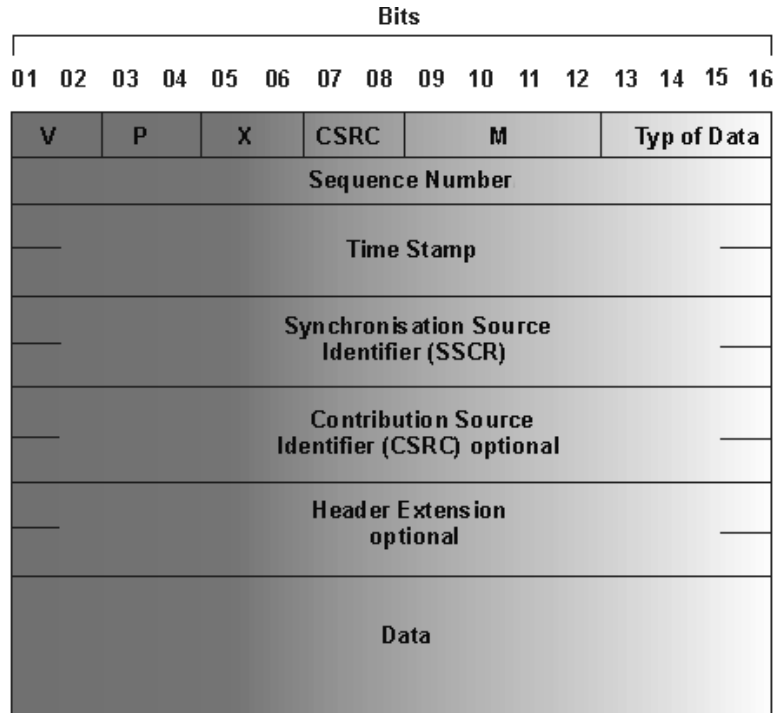 Bits
01 02 03 04 05 06 07 08 09 10 11 12 13 14 15 16
V P X CSRC M Typ of Data
Sequence Number
Time Stamp
Synchronisation Source
Identifier (SSCR)
Contribution Source
Identifier (CSRC) optional
Header Extension
optional
Data